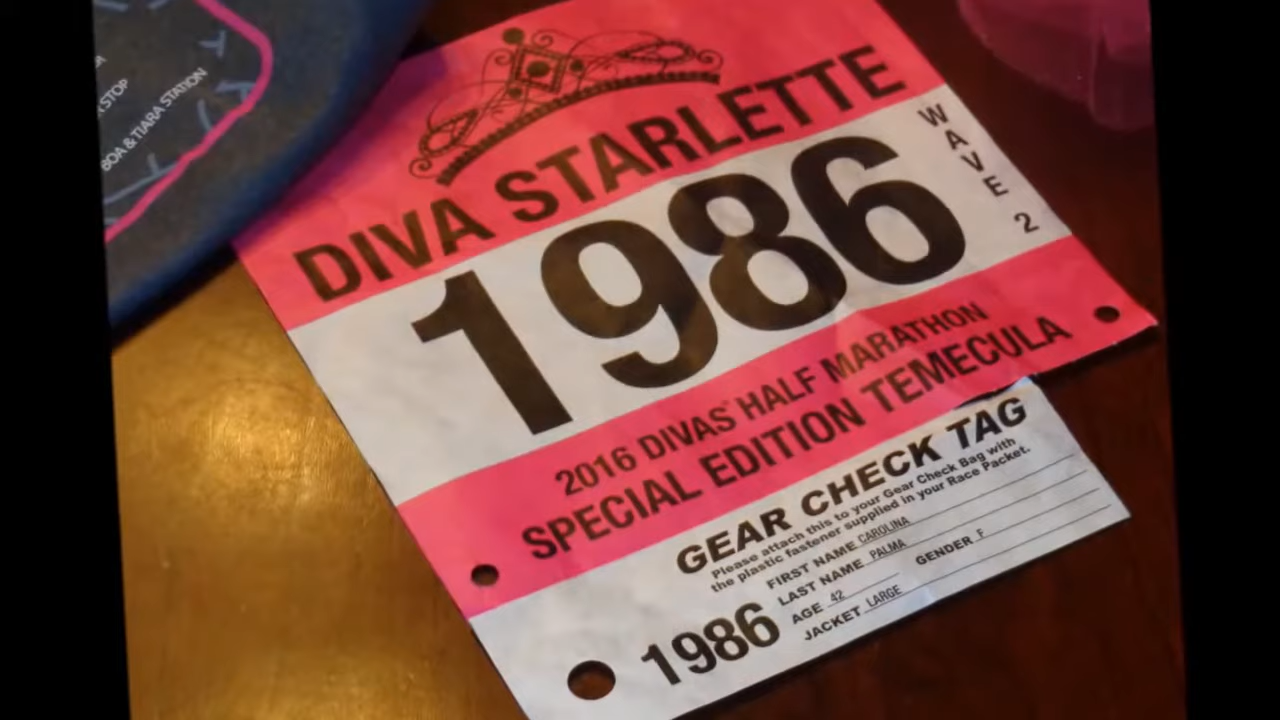 STOP
BOA & TIARA STATION
DIVA STARLETTE
1986
WAVE 2
2016 DIVAS® HALF MARATHON
SPECIAL EDITION TEMECULA
GEAR CHECK TAG
Please attach this to your Gear Check Bag with
the plastic fastener supplied in your Race Packet.
FIRST NAME CAROLINA
LAST NAME PALMA
AGE 42 GENDER F
JACKET LARGE
1986